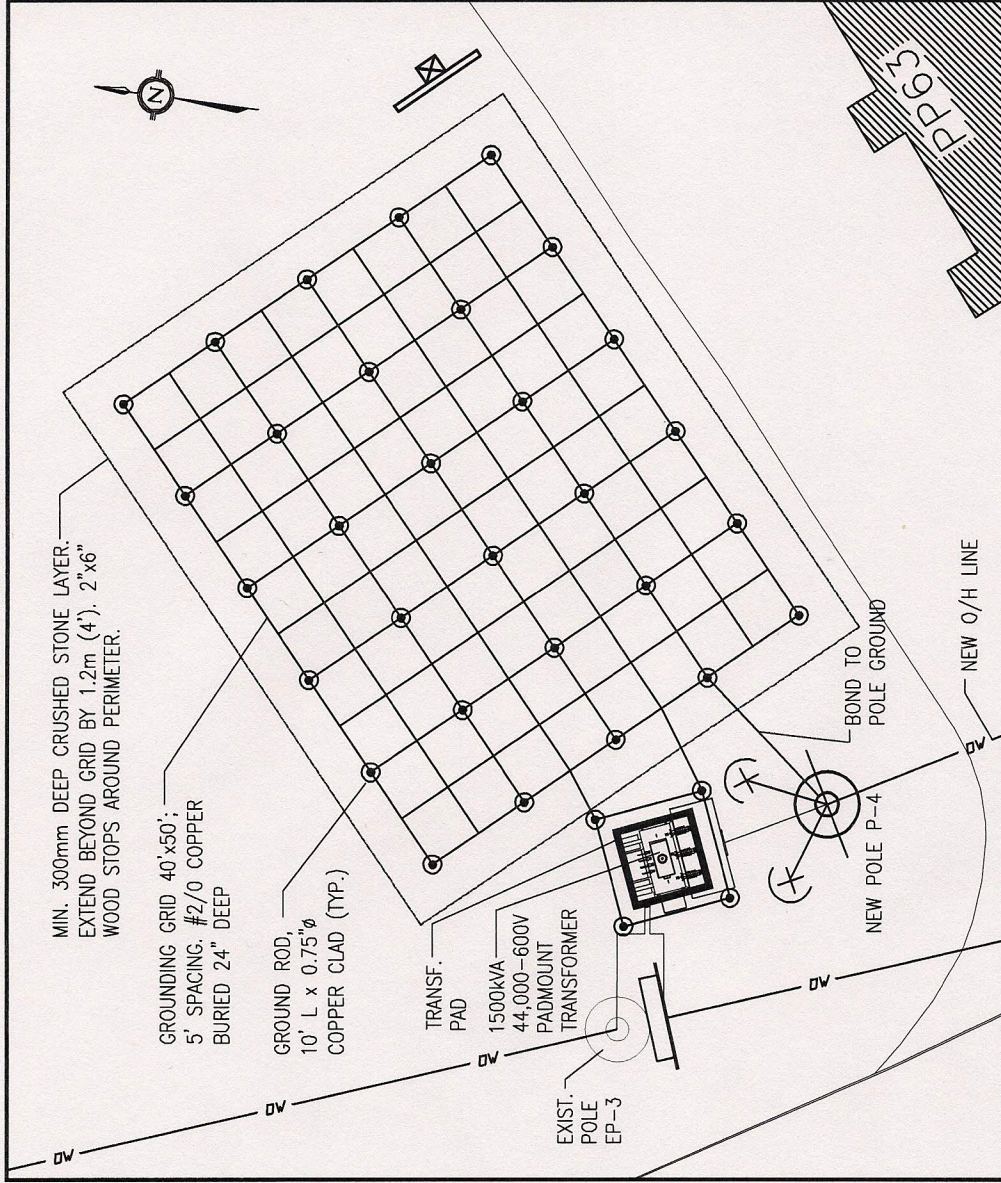 N
PP63
MIN. 300mm DEEP CRUSHED STONE LAYER.
EXTEND BEYOND GRID BY 1.2m (4'). 2"x6"
WOOD STOPS AROUND PERIMETER.
GROUNDING GRID 40'x50';
5' SPACING. #2/0 COPPER
BURIED 24" DEEP
GROUND ROD,
10' L x 0.75"ø
COPPER CLAD (TYP.)
TRANSF.
PAD
1500kVA
44,000-600V
PADMOUNT
TRANSFORMER
EXIST.
POLE
EP-3
BOND TO
POLE GROUND
NEW POLE P-4
NEW O/H LINE
OW
OW
OW
OW
OW